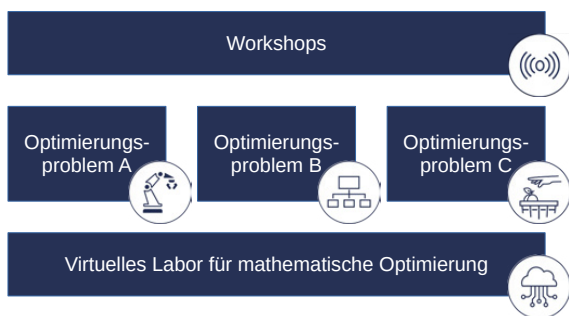 Workshops
Optimierungs-
problem A
Optimierungs-
problem B
Optimierungs-
problem C
Virtuelles Labor für mathematische Optimierung